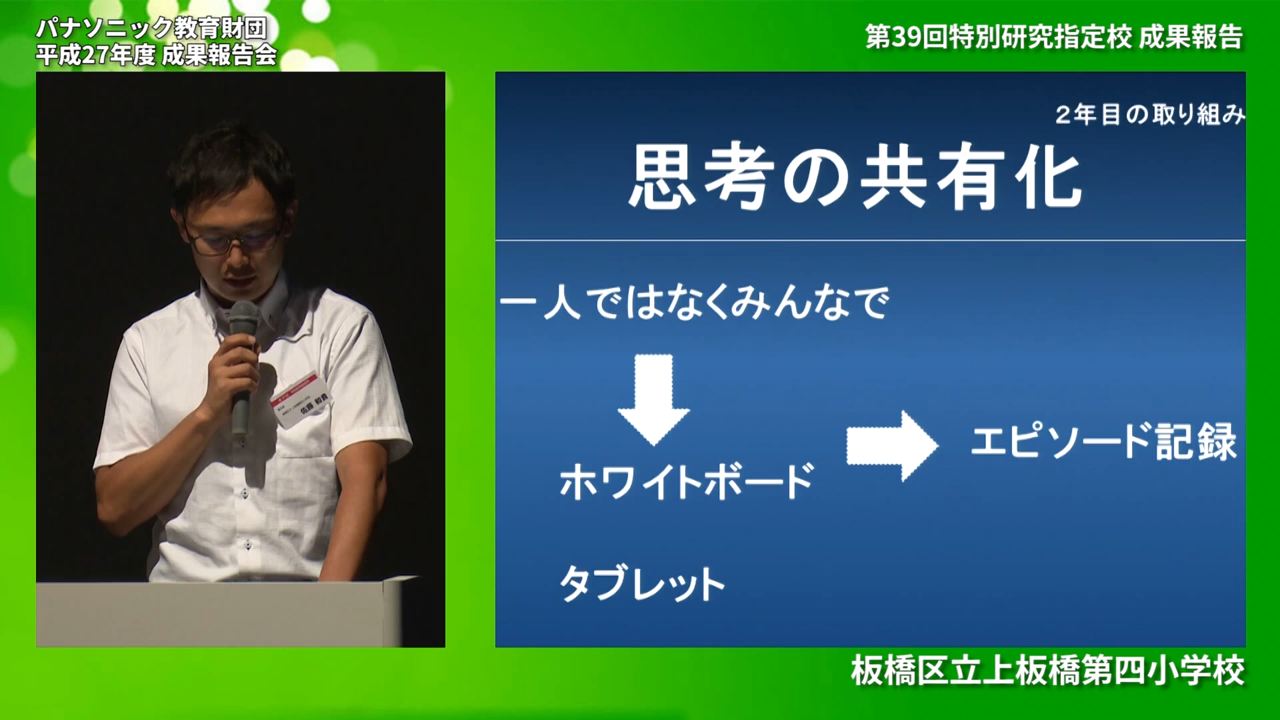 パナソニック教育財団
平成27年度 成果報告会
第39回特別研究指定校 成果報告
2年目の取り組み
思考の共有化
一人ではなくみんなで
ホワイトボード
エピソード記録
タブレット
板橋区立上板橋第四小学校